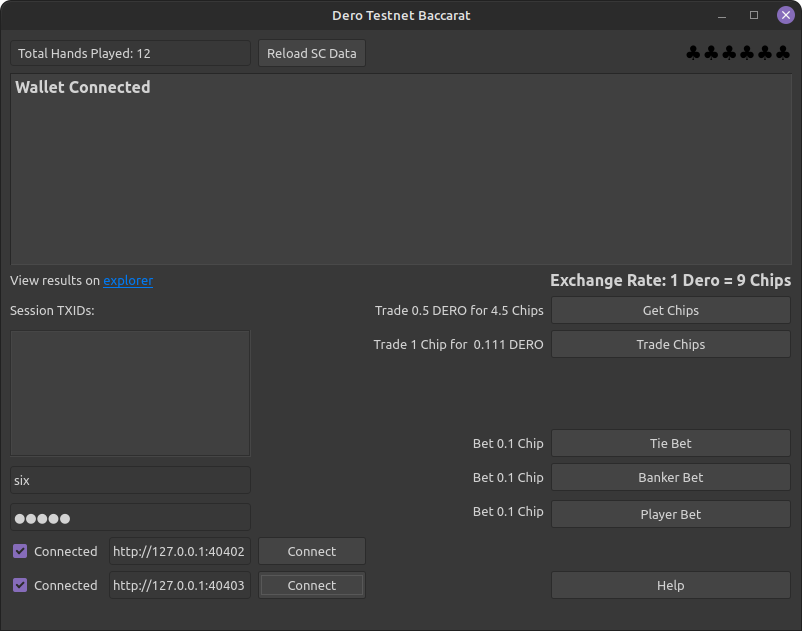 Dero Testnet Baccarat
Total Hands Played: 12
Reload SC Data
♣♣♣♣♣♣
Wallet Connected
View results on explorer
Exchange Rate: 1 Dero = 9 Chips
Session TXIDs:
Trade 0.5 DERO for 4.5 Chips
Get Chips
Trade 1 Chip for 0.111 DERO
Trade Chips
Bet 0.1 Chip
Tie Bet
six
Bet 0.1 Chip
Banker Bet
●●●●●
Bet 0.1 Chip
Player Bet
Connected
http://127.0.0.1:40402
Connect
Connected
http://127.0.0.1:40403
Connect
Help